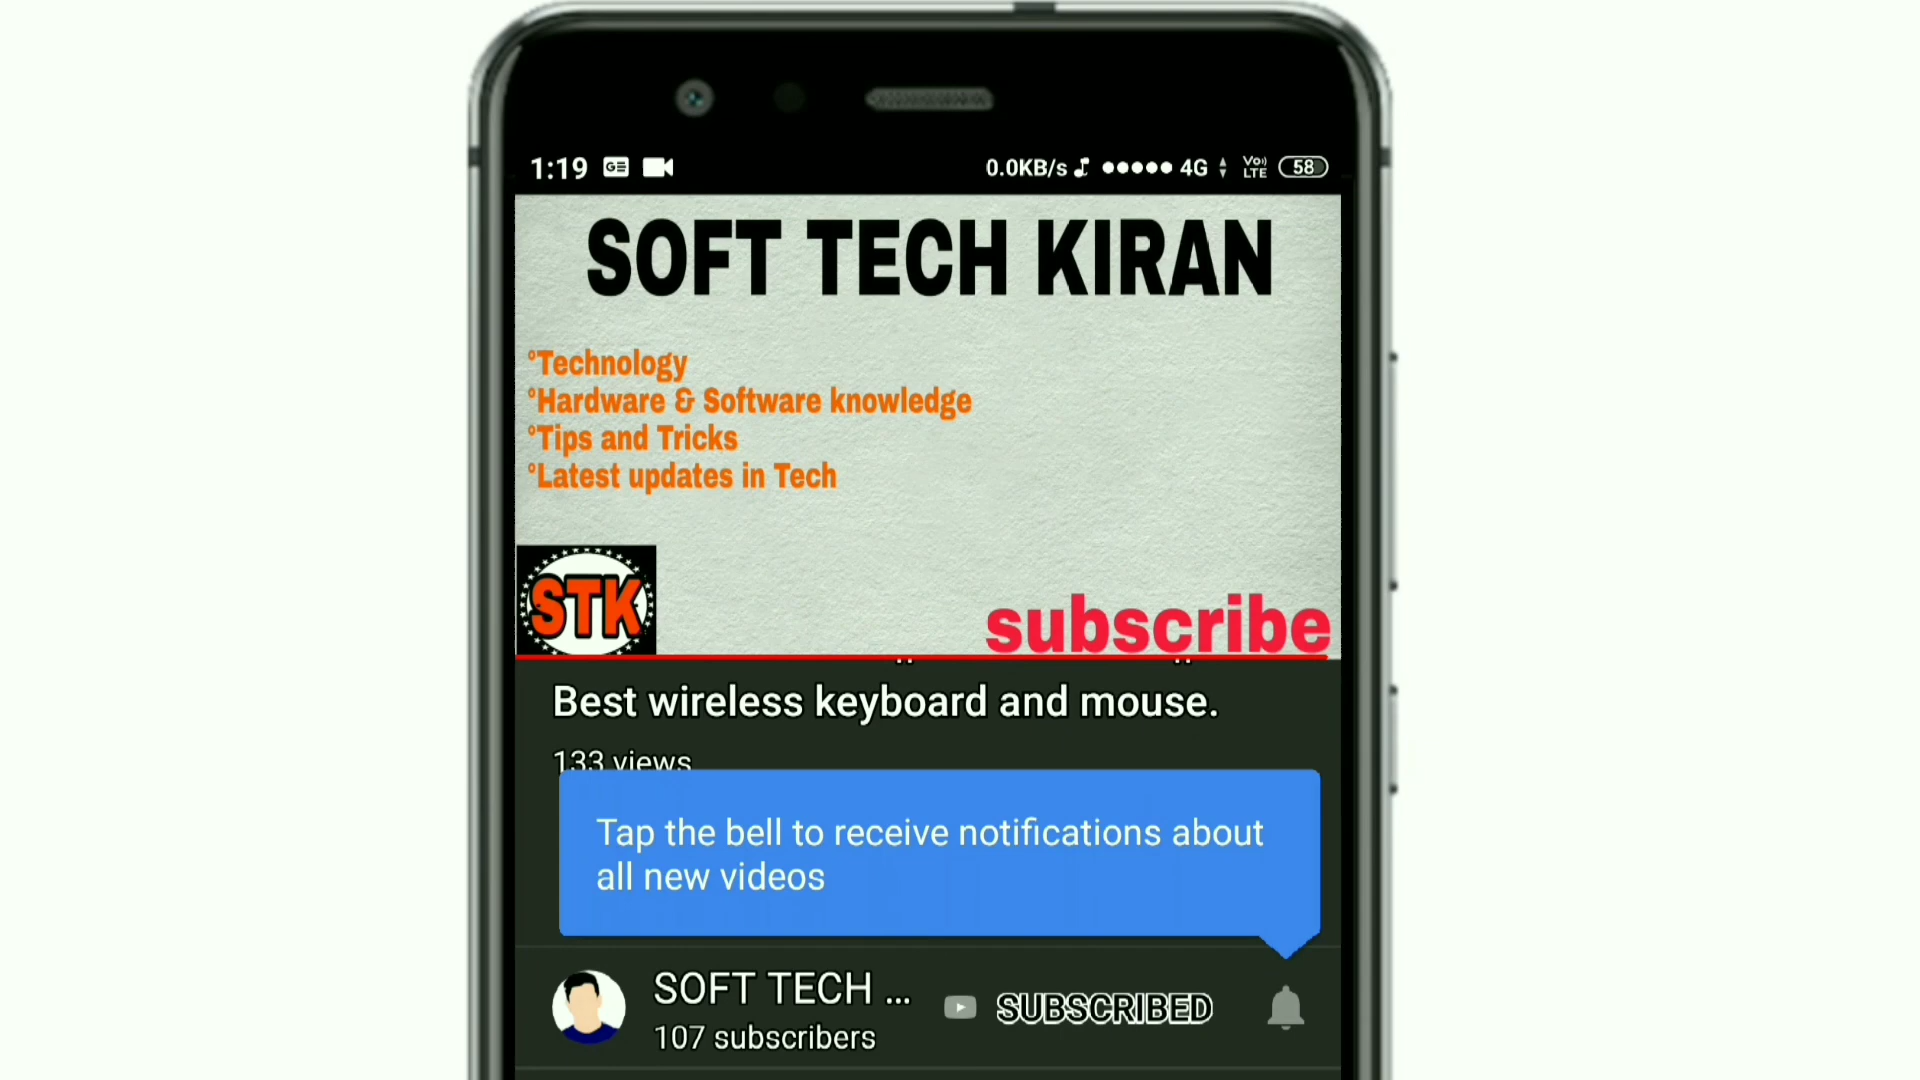 1:19 GE 0.0KB/s 4G Vo)) LTE 58
SOFT TECH KIRAN
°Technology
°Hardware & Software knowledge
°Tips and Tricks
°Latest updates in Tech
STK
subscribe
Best wireless keyboard and mouse.
133 views
Tap the bell to receive notifications about
all new videos
SOFT TECH ...
SUBSCRIBED
107 subscribers